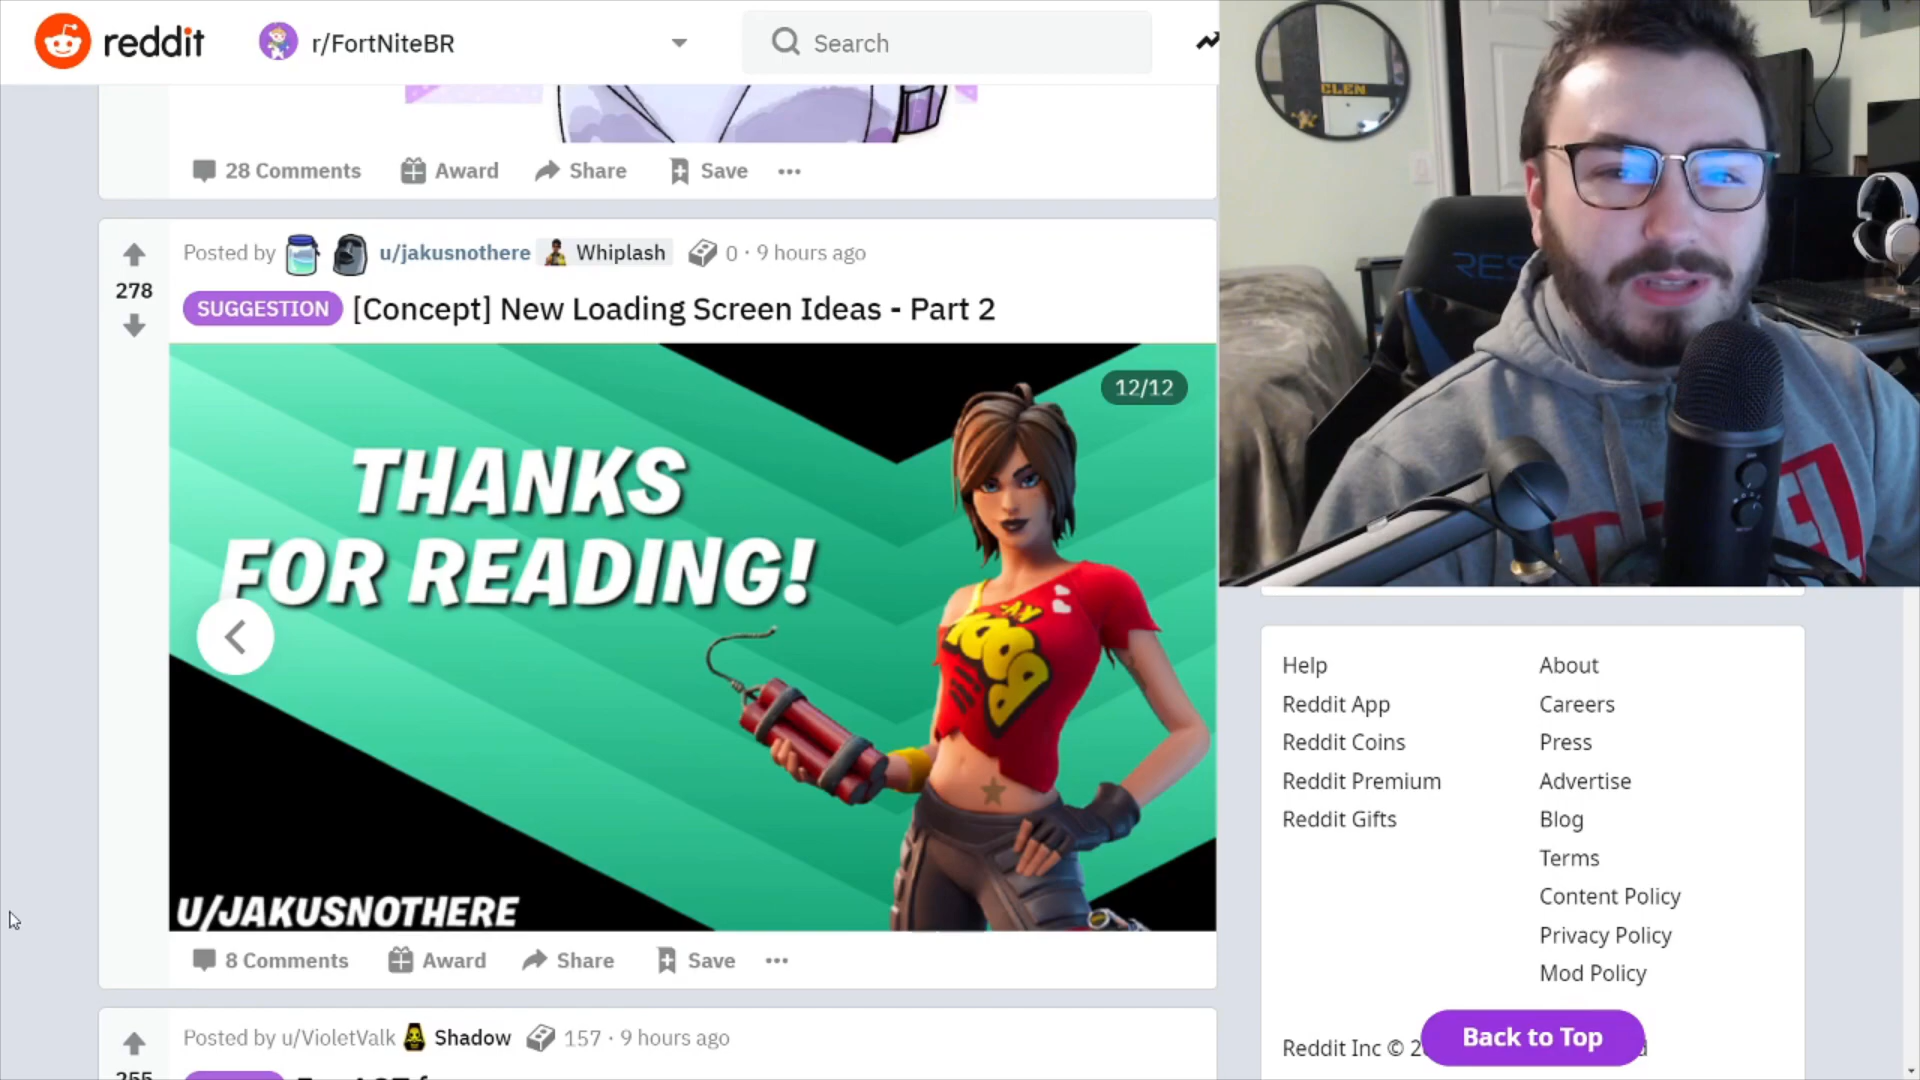 reddit
r/FortNiteBR
Search
28 Comments
Award
Share
Save
Posted by
u/jakusnothere
Whiplash
0 · 9 hours ago
278
SUGGESTION
[Concept] New Loading Screen Ideas - Part 2
12/12
THANKS
FOR READING!
U/JAKUSNOTHERE
8 Comments
Award
Share
Save
Posted by u/VioletValk
Shadow
157 · 9 hours ago
255
Help
Reddit App
Reddit Coins
Reddit Premium
Reddit Gifts
About
Careers
Press
Advertise
Blog
Terms
Content Policy
Privacy Policy
Mod Policy
Reddit Inc ©
Back to Top